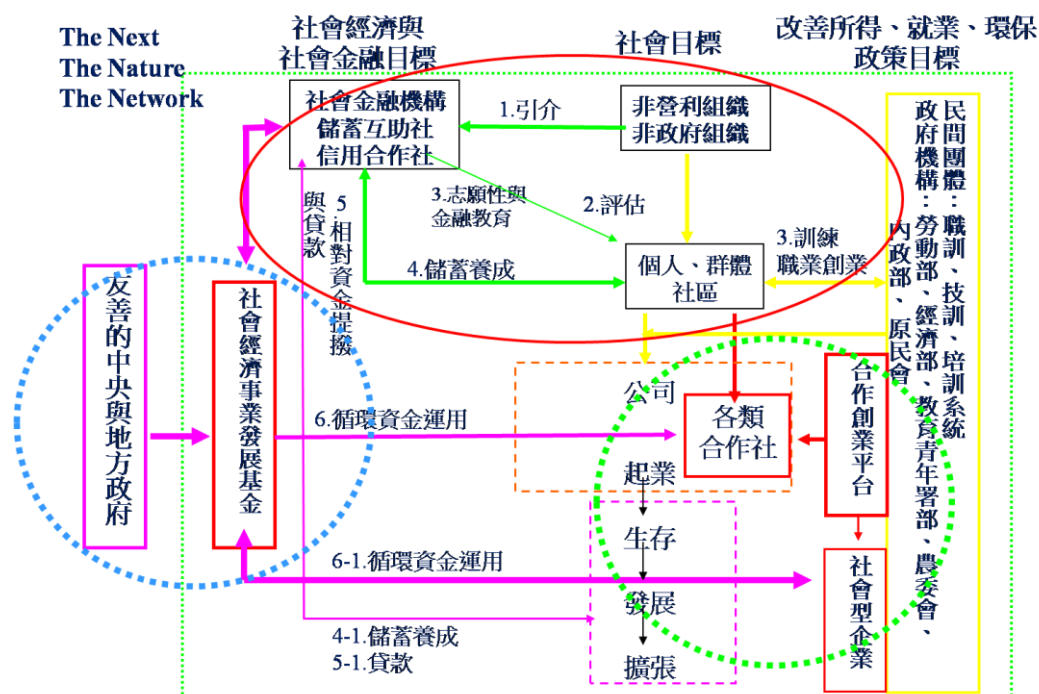 The Next
The Nature
The Network
社會經濟與
社會金融目標
社會目標
改善所得、就業、環保
政策目標
社會金融機構
儲蓄互助社
信用合作社
1.引介
非營利組織
非政府組織
3.志願性與
金融教育
2.評估
3.訓練
職業創業
4.儲蓄養成
個人、群體
社區
5.相對資金提撥
與貸款
民間團體：職訓、技訓、培訓系統
政府機構：勞動部、經濟部、教育青年署部、農委會、
內政部、原民會
友善的中央與地方政府
社會經濟事業發展基金
6.循環資金運用
公司
各類
合作社
合作創業平台
起業
生存
6-1.循環資金運用
發展
社會型企業
4-1.儲蓄養成
5-1.貸款
擴張